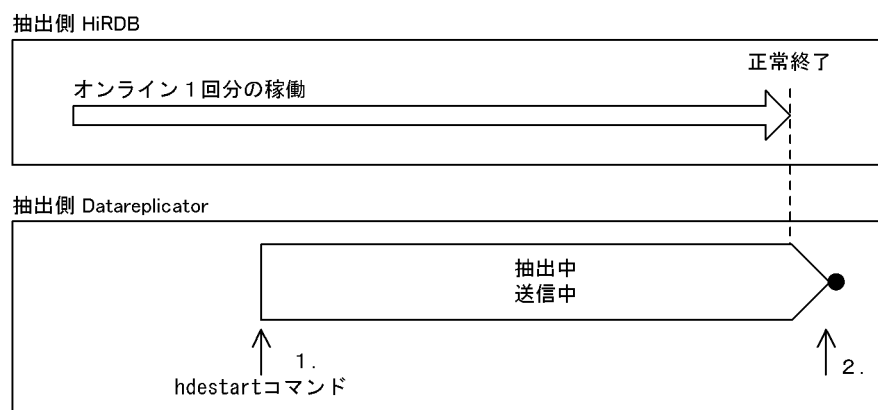 抽出側 HiRDB
正常終了
オンライン１回分の稼働
抽出側 Datareplicator
抽出中
送信中
１.
２.
hdestartコマンド